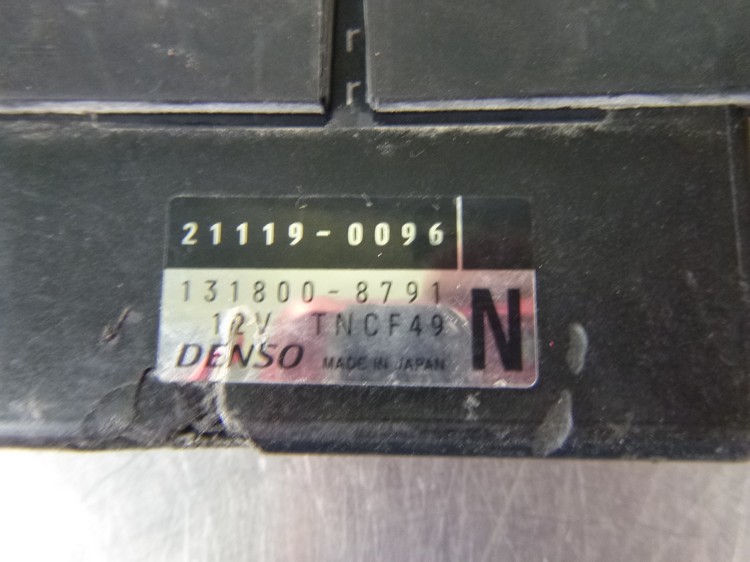 r
r
21119-0096
131800-8791
12V TNCF49
N
DENSO MADE IN JAPAN